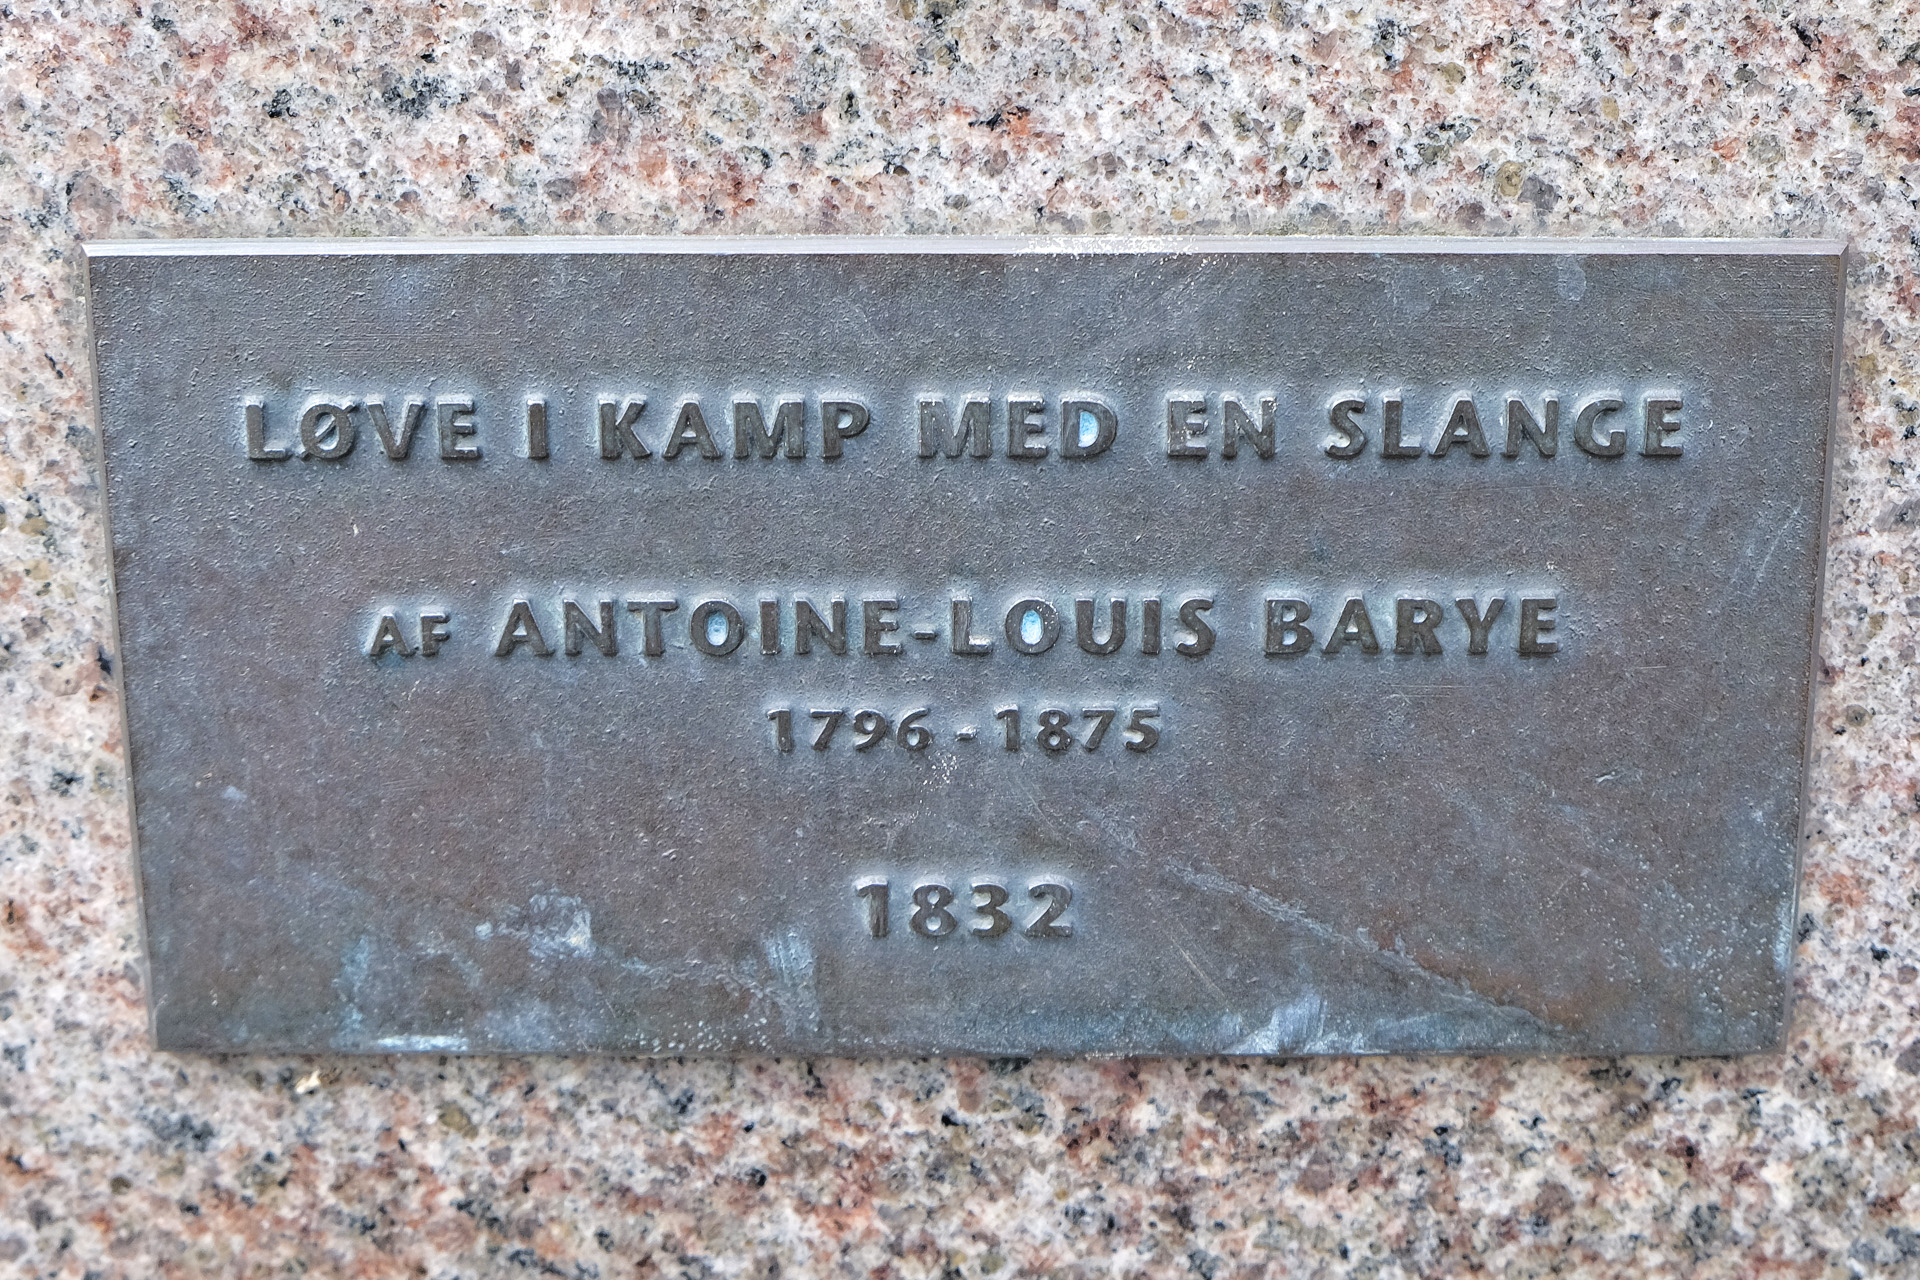 LØVE I KAMP MED EN SLANGE
AF ANTOINE-LOUIS BARYE
1796 - 1875
1832